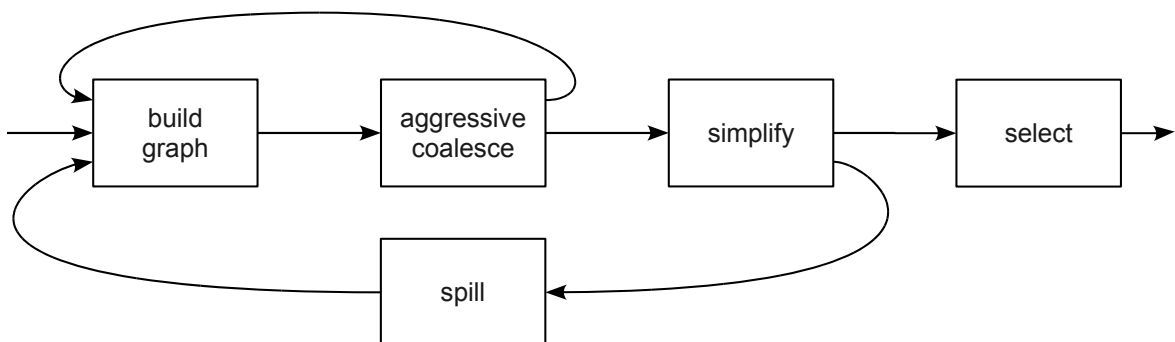 build
graph
aggressive
coalesce
simplify
select
spill